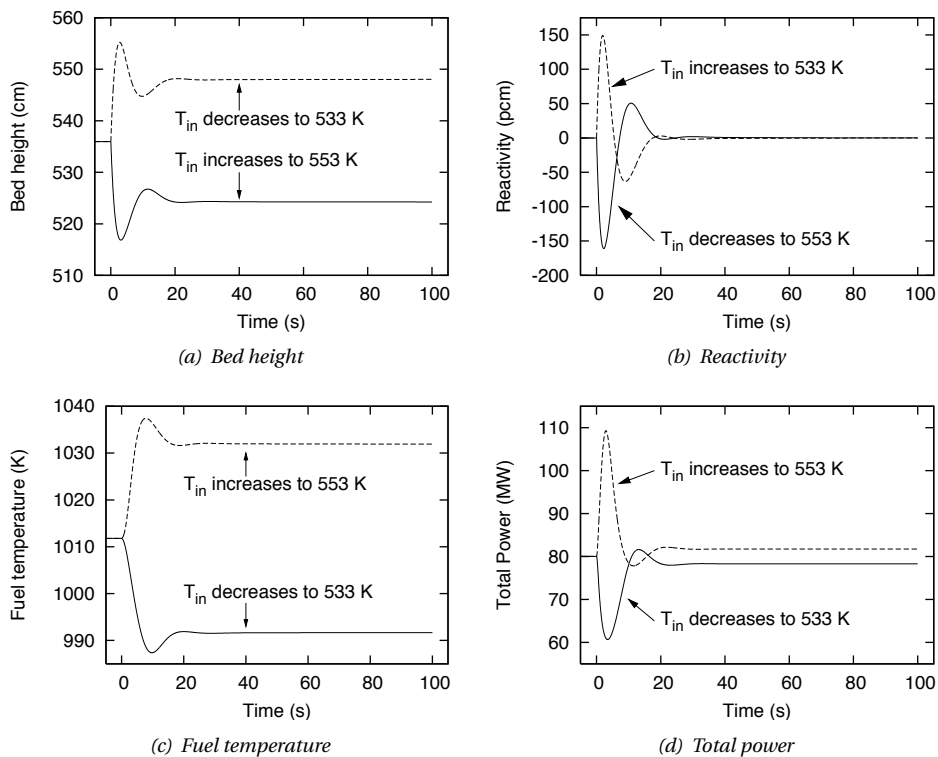 560
550
540
530
520
510
Bed height (cm)
T_in decreases to 533 K
T_in increases to 553 K
0 20 40 60 80 100
Time (s)
(a) Bed height
150
100
50
0
-50
-100
-150
-200
Reactivity (pcm)
T_in increases to 533 K
T_in decreases to 553 K
0 20 40 60 80 100
Time (s)
(b) Reactivity
1040
1030
1020
1010
1000
990
Fuel temperature (K)
T_in increases to 553 K
T_in decreases to 533 K
0 20 40 60 80 100
Time (s)
(c) Fuel temperature
110
100
90
80
70
60
Total Power (MW)
T_in increases to 553 K
T_in decreases to 533 K
0 20 40 60 80 100
Time (s)
(d) Total power